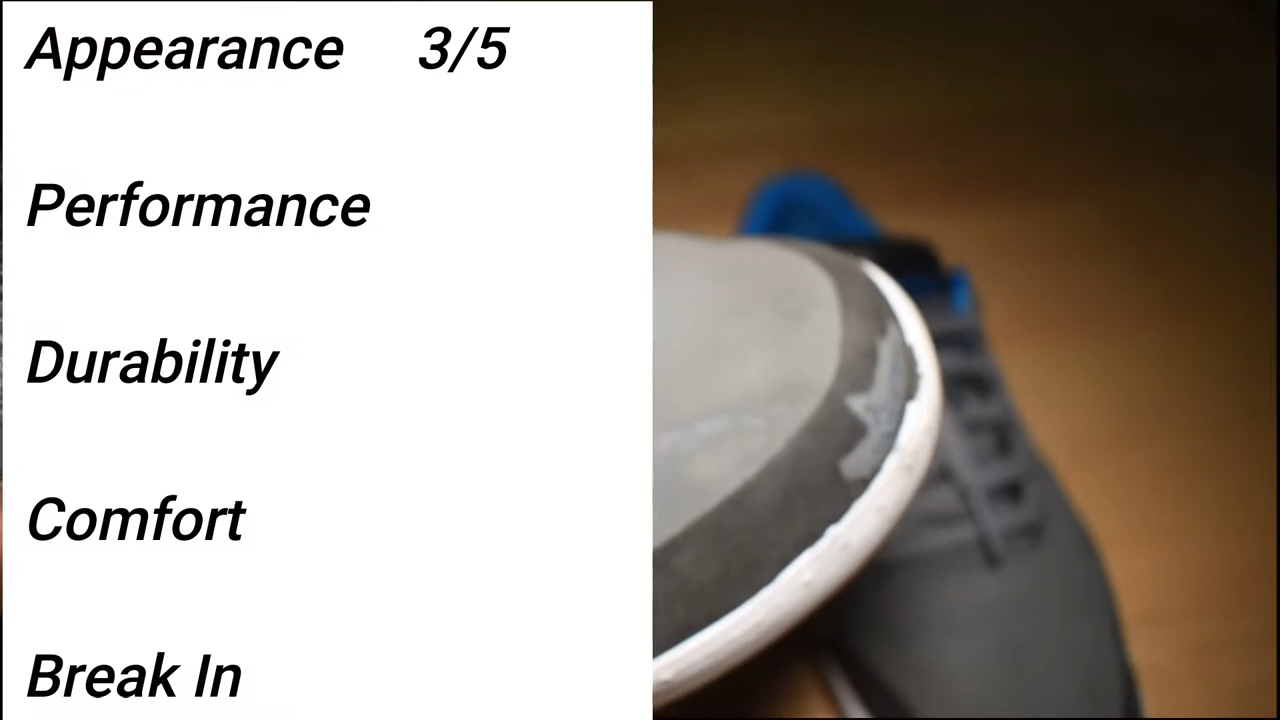 Appearance 3/5
Performance
Durability
Comfort
Break In